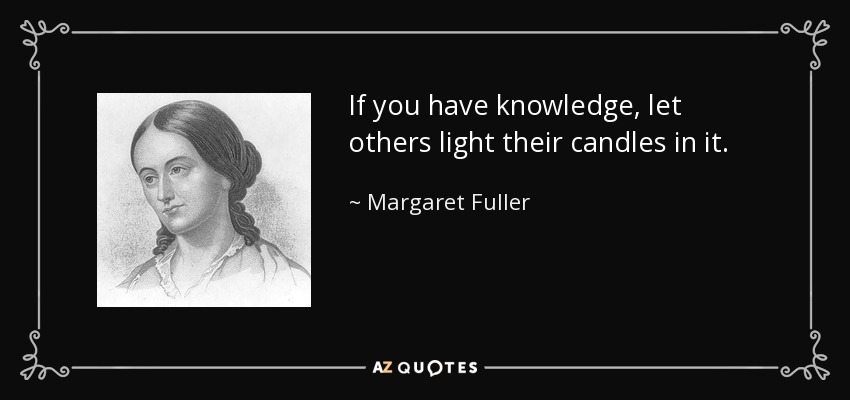 If you have knowledge, let
others light their candles in it.
~ Margaret Fuller
AZ QUOTES